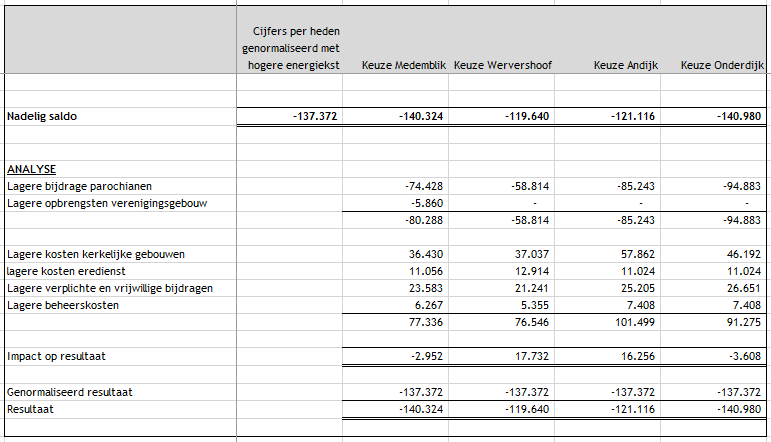 Cijfers per heden
genormaliseerd met
hogere energiekst Keuze Medemblik Keuze Wervershoof Keuze Andijk Keuze Onderdijk
Nadelig saldo -137.372 -140.324 -119.640 -121.116 -140.980
ANALYSE
Lagere bijdrage parochianen -74.428 -58.814 -85.243 -94.883
Lagere opbrengsten verenigingsgebouw -5.860 - - -
-80.288 -58.814 -85.243 -94.883
Lagere kosten kerkelijke gebouwen 36.430 37.037 57.862 46.192
lagere kosten eredienst 11.056 12.914 11.024 11.024
Lagere verplichte en vrijwillige bijdragen 23.583 21.241 25.205 26.651
Lagere beheerskosten 6.267 5.355 7.408 7.408
77.336 76.546 101.499 91.275
Impact op resultaat -2.952 17.732 16.256 -3.608
Genormaliseerd resultaat -137.372 -137.372 -137.372 -137.372
Resultaat -140.324 -119.640 -121.116 -140.980